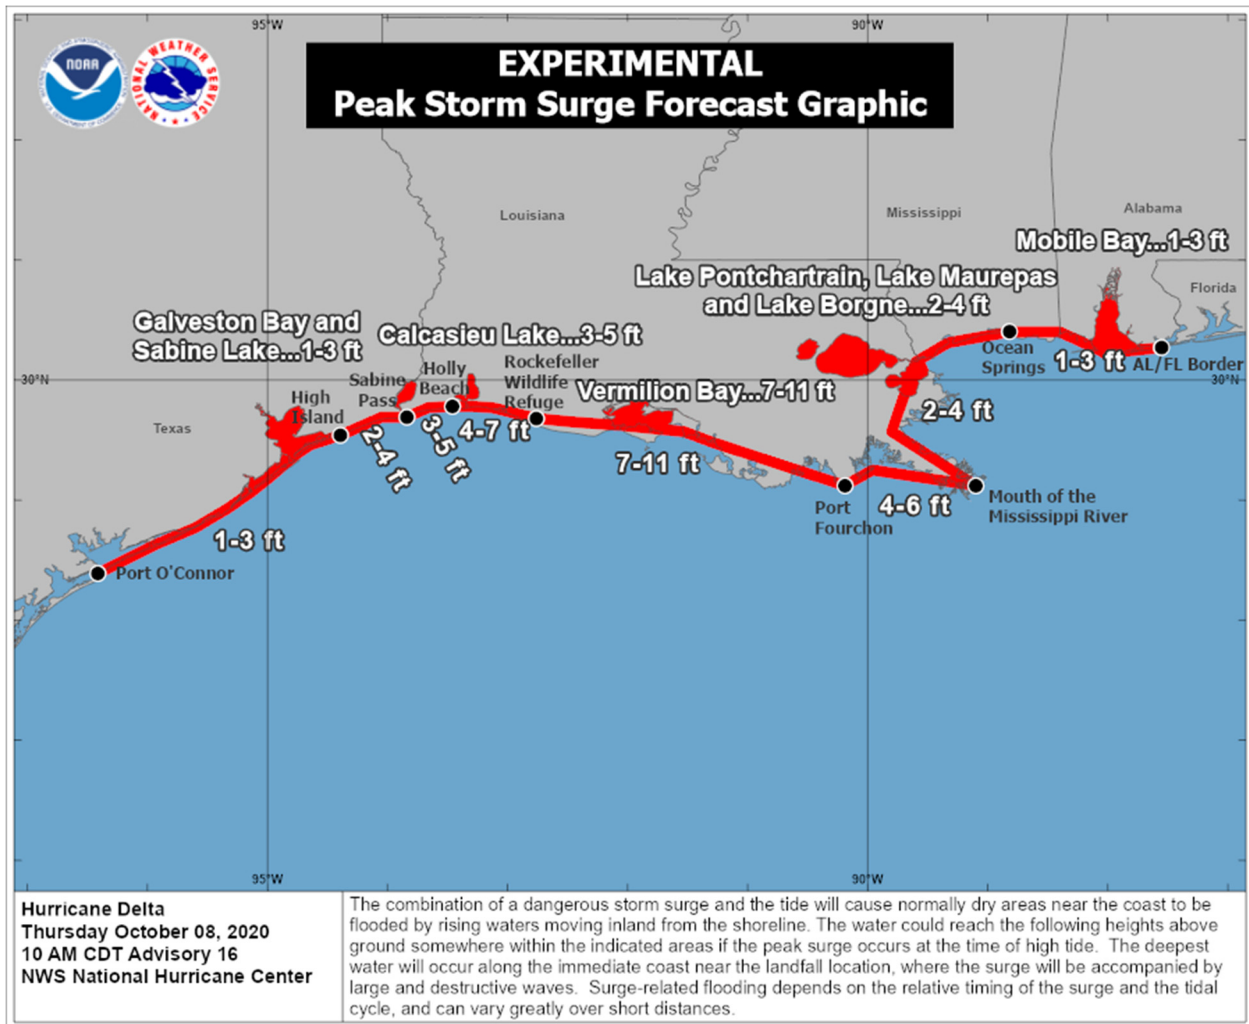 95°W
90°W
NOAA
NATIONAL WEATHER SERVICE
EXPERIMENTAL
Peak Storm Surge Forecast Graphic
Louisiana
Mississippi
Alabama
Mobile Bay...1-3 ft
Lake Pontchartrain, Lake Maurepas
and Lake Borgne...2-4 ft
Florida
Galveston Bay and
Sabine Lake...1-3 ft
Calcasieu Lake...3-5 ft
Ocean
Springs
1-3 ft
AL/FL Border
30°N
30°N
Sabine
Pass
Holly
Beach
Rockefeller
Wildlife
Refuge
Vermilion Bay...7-11 ft
High
Island
Texas
2-4 ft
3-5 ft
4-7 ft
2-4 ft
7-11 ft
Port
Fourchon
4-6 ft
Mouth of the
Mississippi River
1-3 ft
Port O'Connor
95°W
90°W
Hurricane Delta
Thursday October 08, 2020
10 AM CDT Advisory 16
NWS National Hurricane Center
The combination of a dangerous storm surge and the tide will cause normally dry areas near the coast to be
flooded by rising waters moving inland from the shoreline. The water could reach the following heights above
ground somewhere within the indicated areas if the peak surge occurs at the time of high tide. The deepest
water will occur along the immediate coast near the landfall location, where the surge will be accompanied by
large and destructive waves. Surge-related flooding depends on the relative timing of the surge and the tidal
cycle, and can vary greatly over short distances.